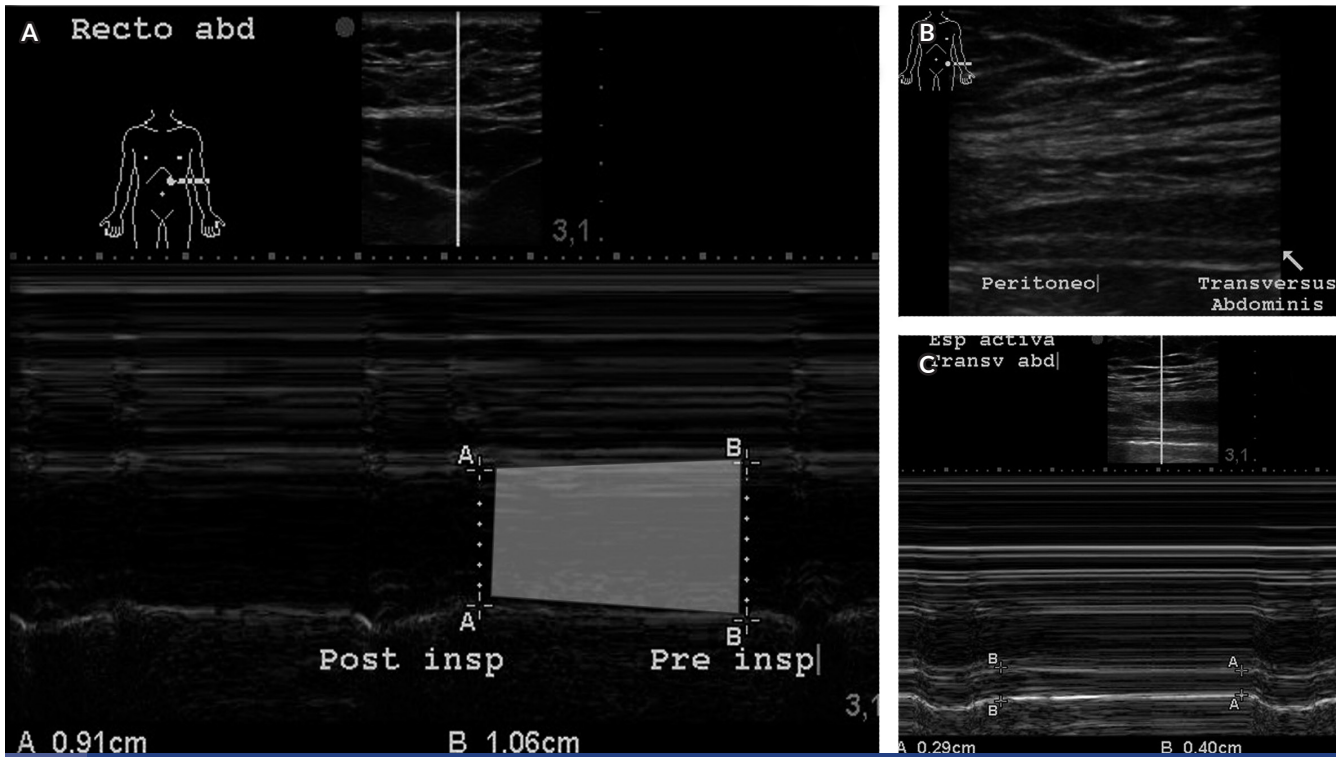 A
Recto abd
3,1
A
B
A
B
Post insp
Pre insp
3,1
A 0.91cm
B 1.06cm
B
Peritoneo
Transversus
Abdominis
Esp activa
C
Transv abd
3,1
B
A
B
A
A 0.29cm
B 0.40cm